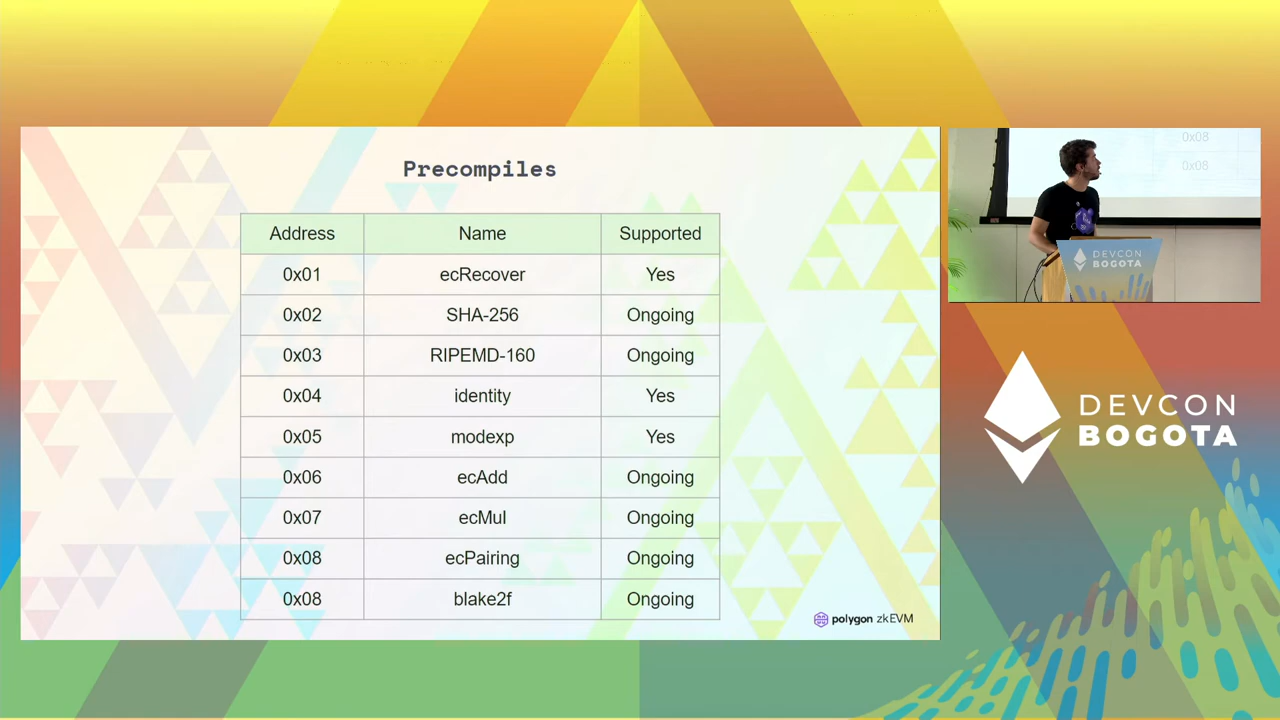 Precompiles
Address Name Supported
0x01 ecRecover Yes
0x02 SHA-256 Ongoing
0x03 RIPEMD-160 Ongoing
0x04 identity Yes
0x05 modexp Yes
0x06 ecAdd Ongoing
0x07 ecMul Ongoing
0x08 ecPairing Ongoing
0x08 blake2f Ongoing
polygon zkEVM
0x08
0x08
DEVCON
BOGOTA
DEVCON
BOGOTA